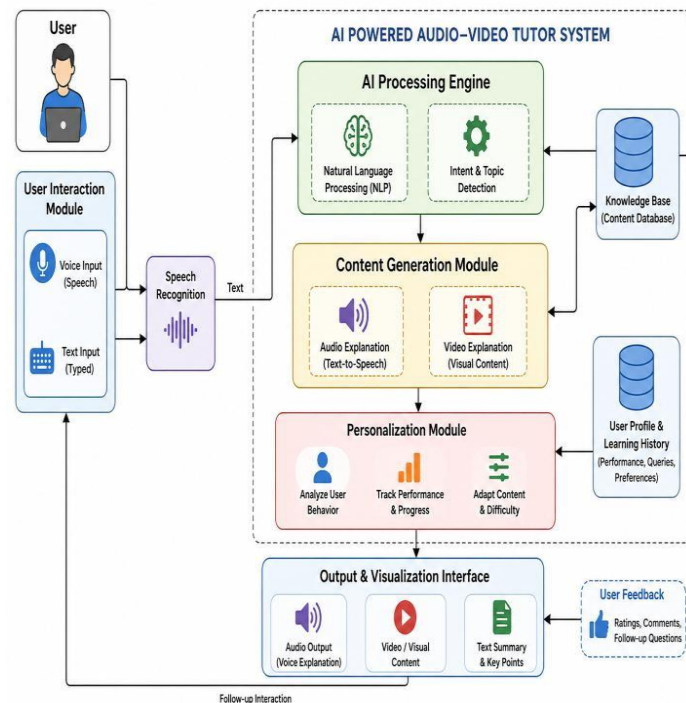 User
AI POWERED AUDIO–VIDEO TUTOR SYSTEM
AI Processing Engine
Natural Language
Processing (NLP)
Intent & Topic
Detection
Knowledge Base
(Content Database)
User Interaction
Module
Voice Input
(Speech)
Text Input
(Typed)
Speech
Recognition
Text
Content Generation Module
Audio Explanation
(Text-to-Speech)
Video Explanation
(Visual Content)
User Profile &
Learning History
(Performance, Queries,
Preferences)
Personalization Module
Analyze User
Behavior
Track Performance
& Progress
Adapt Content
& Difficulty
Output & Visualization Interface
Audio Output
(Voice Explanation)
Video / Visual
Content
Text Summary
& Key Points
User Feedback
Ratings, Comments,
Follow-up Questions
Follow-up Interaction